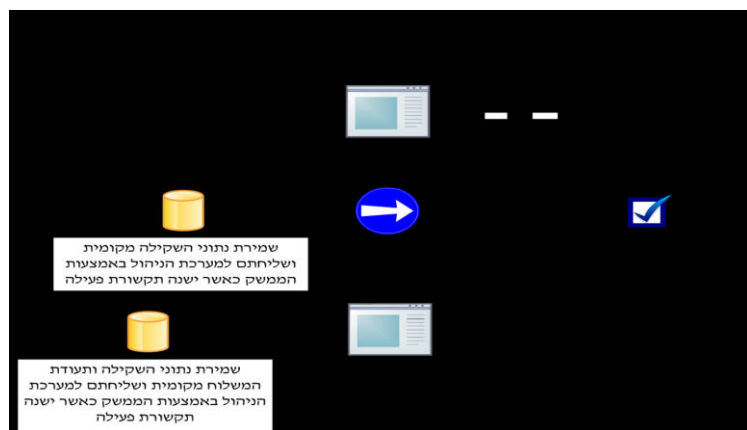 שמירת נתוני השקילה מקומית
ושליחתם למערכת הניהול באמצעות
הממשק כאשר ישנה תקשורת פעילה
שמירת נתוני השקילה ותעודת
המשלוח מקומית ושליחתם למערכת
הניהול באמצעות הממשק כאשר ישנה
תקשורת פעילה